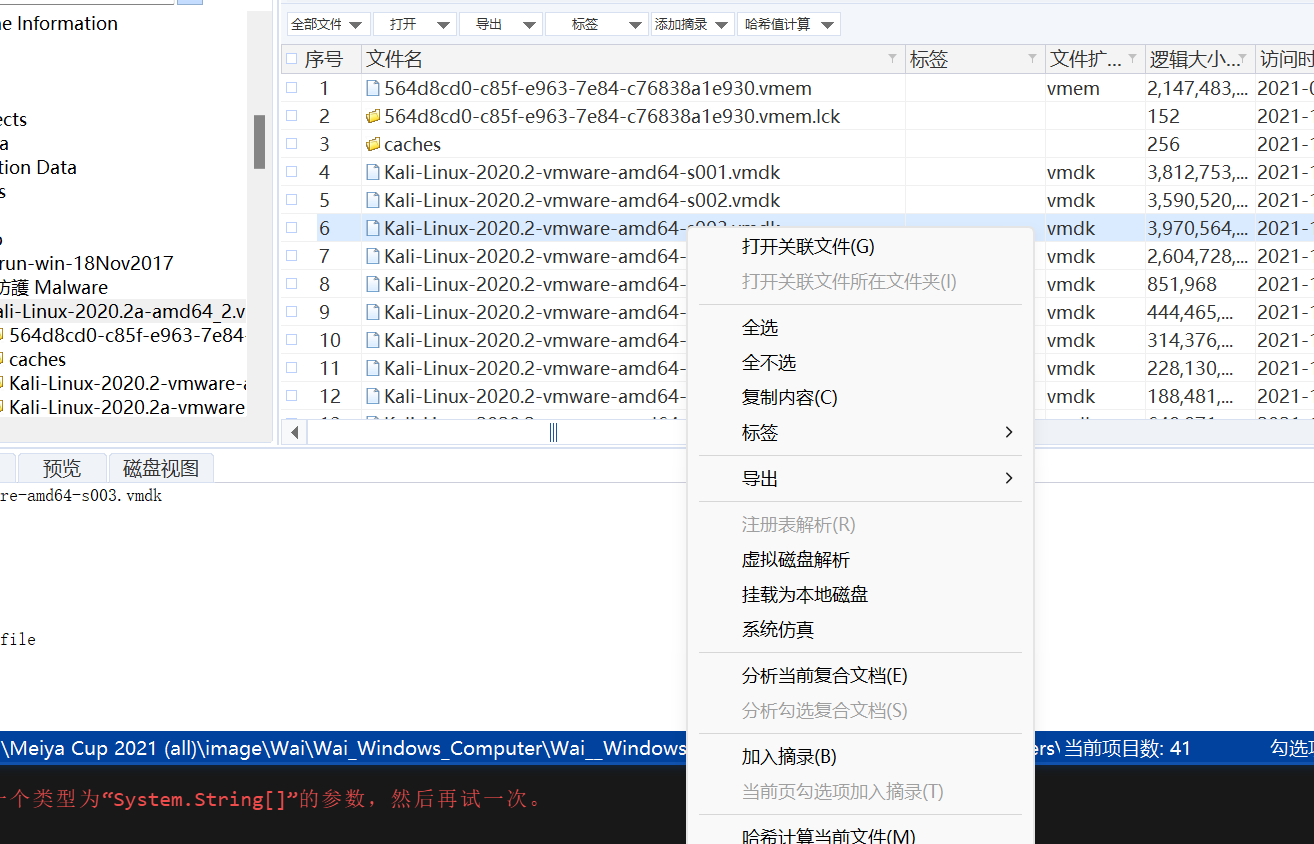 e Information
全部文件 打开 导出 标签 添加摘录 哈希值计算
序号 文件名 标签 文件扩... 逻辑大小... 访问时
1 564d8cd0-c85f-e963-7e84-c76838a1e930.vmem vmem 2,147,483,... 2021-
2 564d8cd0-c85f-e963-7e84-c76838a1e930.vmem.lck 152 2021-
3 caches 256 2021-
4 Kali-Linux-2020.2-vmware-amd64-s001.vmdk vmdk 3,812,753,... 2021-
5 Kali-Linux-2020.2-vmware-amd64-s002.vmdk vmdk 3,590,520,... 2021-
6 Kali-Linux-2020.2-vmware-amd64-s003.vmdk vmdk 3,970,564,... 2021-
7 Kali-Linux-2020.2-vmware-amd64- vmdk 2,604,728,... 2021-
8 Kali-Linux-2020.2-vmware-amd64- vmdk 851,968 2021-
9 Kali-Linux-2020.2-vmware-amd64- vmdk 444,465,... 2021-
10 Kali-Linux-2020.2-vmware-amd64- vmdk 314,376,... 2021-
11 Kali-Linux-2020.2-vmware-amd64- vmdk 228,130,... 2021-
12 Kali-Linux-2020.2-vmware-amd64- vmdk 188,481,... 2021-
ects
a
tion Data
s
run-win-18Nov2017
防護 Malware
ali-Linux-2020.2a-amd64_2.v
564d8cd0-c85f-e963-7e84-
caches
Kali-Linux-2020.2-vmware-a
Kali-Linux-2020.2a-vmware
打开关联文件(G)
打开关联文件所在文件夹(I)
全选
全不选
复制内容(C)
标签
导出
注册表解析(R)
虚拟磁盘解析
挂载为本地磁盘
系统仿真
分析当前复合文档(E)
分析勾选复合文档(S)
加入摘录(B)
当前页勾选项加入摘录(T)
哈希计算当前文件(M)
预览 磁盘视图
re-amd64-s003.vmdk
file
\Meiya Cup 2021 (all)\image\Wai\Wai_Windows_Computer\Wai__Windows ers\ 当前项目数: 41 勾选项
一个类型为“System.String[]”的参数，然后再试一次。